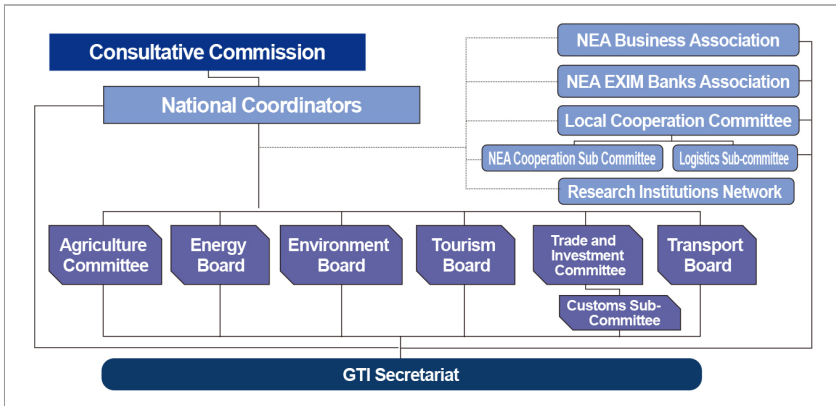 Consultative Commission
National Coordinators
NEA Business Association
NEA EXIM Banks Association
Local Cooperation Committee
NEA Cooperation Sub Committee
Logistics Sub-committee
Research Institutions Network
Agriculture
Committee
Energy
Board
Environment
Board
Tourism
Board
Trade and
Investment
Committee
Transport
Board
Customs Sub-
Committee
GTI Secretariat